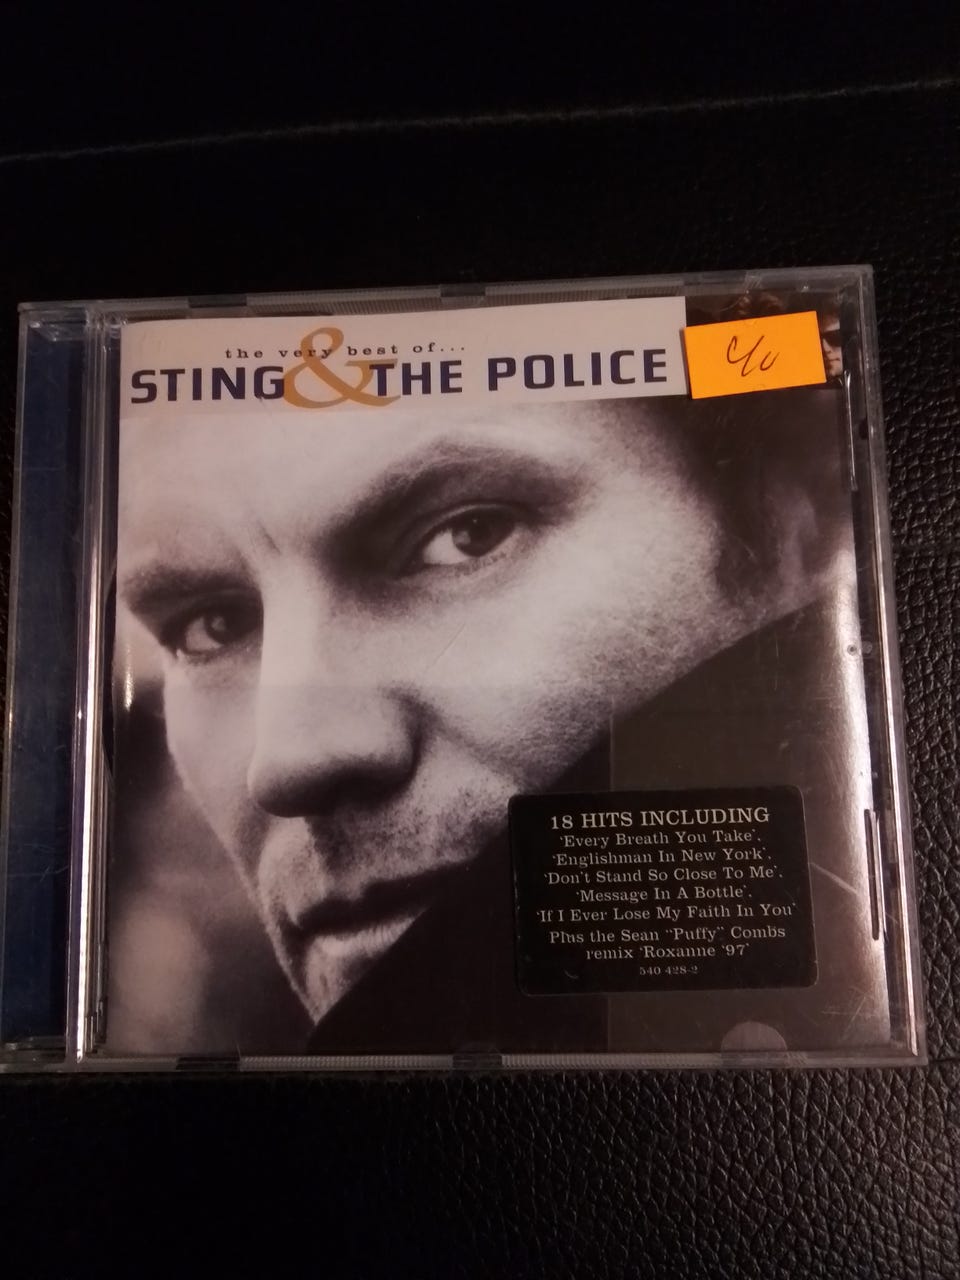 the very best of...
STING & THE POLICE
18 HITS INCLUDING
'Every Breath You Take',
'Englishman In New York',
'Don't Stand So Close To Me',
'Message In A Bottle',
'If I Ever Lose My Faith In You'
Plus the Sean "Puffy" Combs
remix 'Roxanne '97'
540 428-2